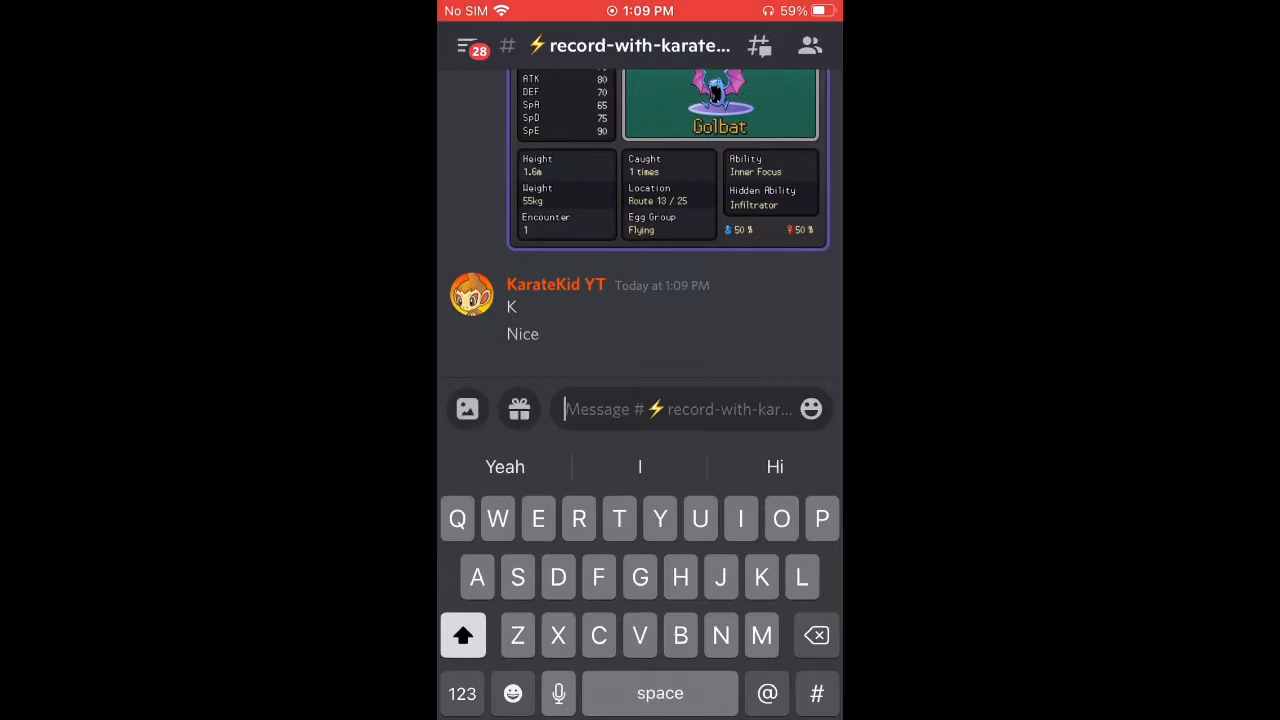 No SIM 1:09 PM 59%
28 # ⚡record-with-karate...
ATK 80
DEF 70
SpA 65
SpD 75
SpE 90
Golbat
Height
1.6m
Weight
55kg
Encounter
1
Caught
1 times
Location
Route 13 / 25
Egg Group
Flying
Ability
Inner Focus
Hidden Ability
Infiltrator
50 % 50 %
KarateKid YT Today at 1:09 PM
K
Nice
Message #⚡record-with-kar...
Yeah I Hi
Q W E R T Y U I O P
A S D F G H J K L
Z X C V B N M
123 space @ #